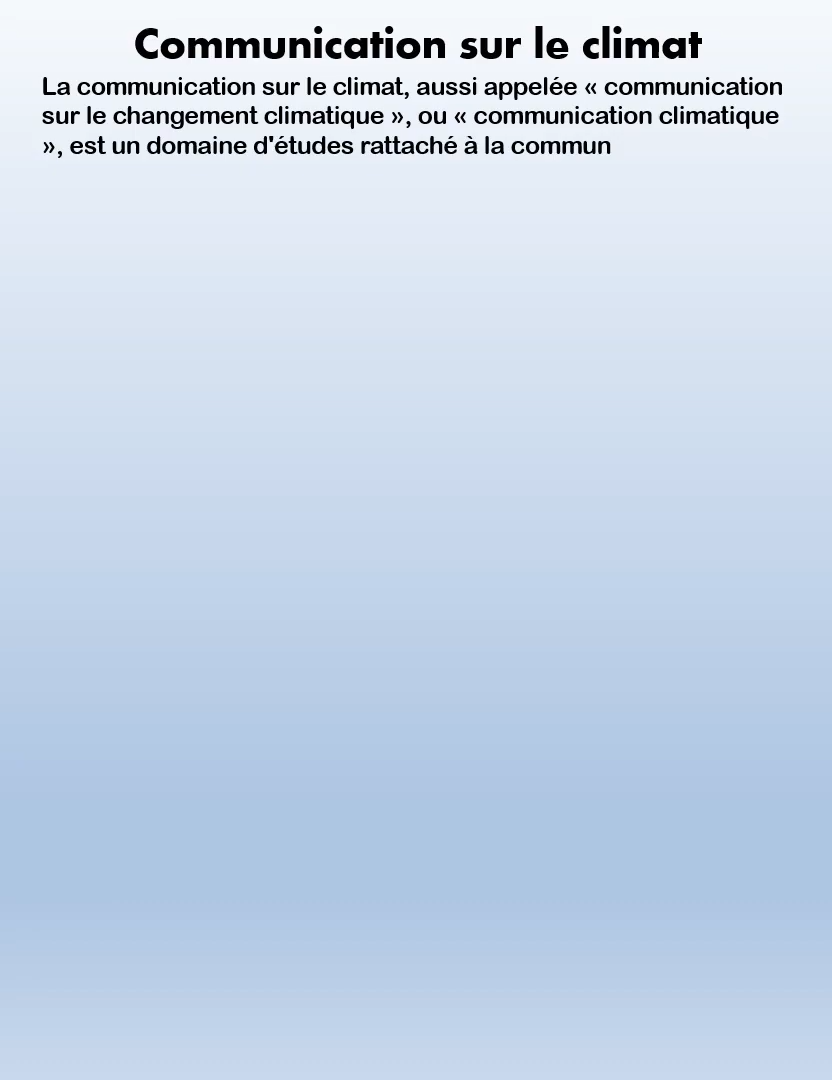 Communication sur le climat
La communication sur le climat, aussi appelée « communication
sur le changement climatique », ou « communication climatique
», est un domaine d'études rattaché à la commun